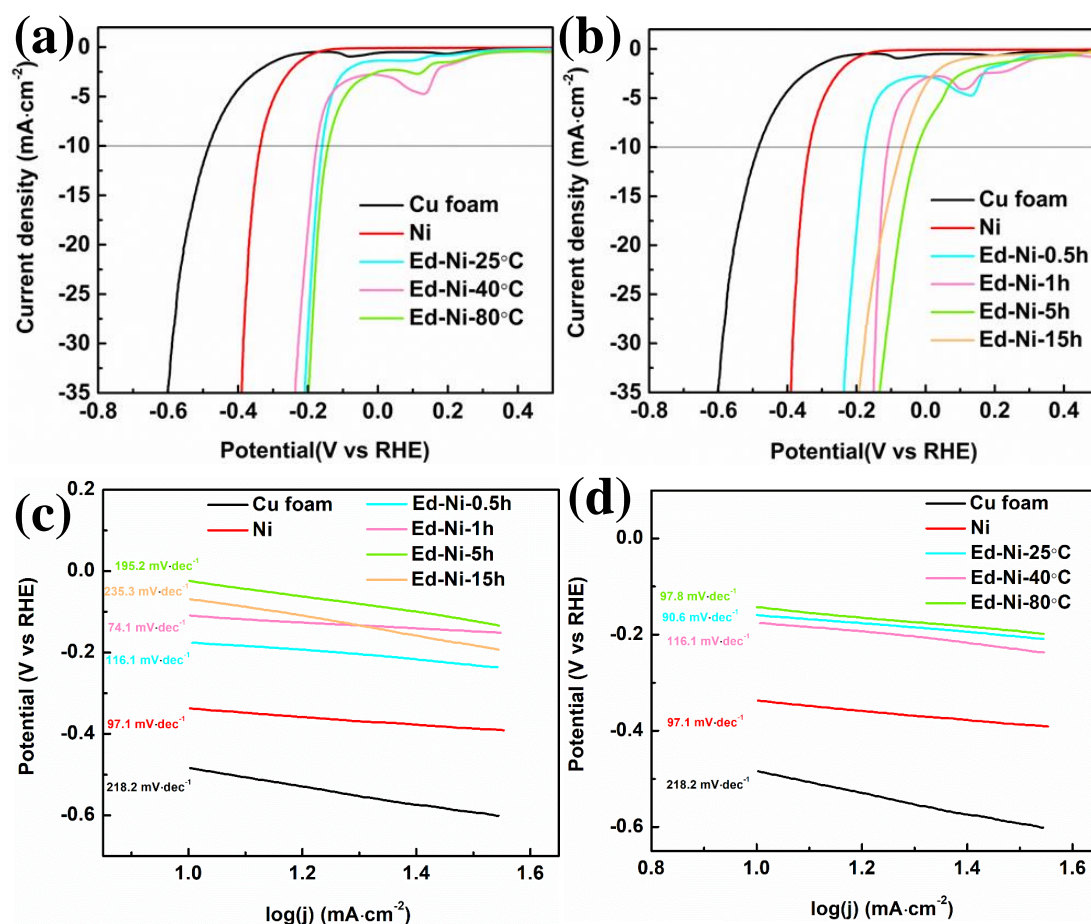 (a)
0
-5
-10
-15
-20
-25
-30
-35
Current density (mA·cm-2)
Cu foam
Ni
Ed-Ni-25°C
Ed-Ni-40°C
Ed-Ni-80°C
-0.8 -0.6 -0.4 -0.2 0.0 0.2 0.4
Potential(V vs RHE)
(b)
0
-5
-10
-15
-20
-25
-30
-35
Current density (mA·cm-2)
Cu foam
Ni
Ed-Ni-0.5h
Ed-Ni-1h
Ed-Ni-5h
Ed-Ni-15h
-0.8 -0.6 -0.4 -0.2 0.0 0.2 0.4
Potential(V vs RHE)
(c)
0.2
0.0
-0.2
-0.4
-0.6
Potential (V vs RHE)
Cu foam
Ni
Ed-Ni-0.5h
Ed-Ni-1h
Ed-Ni-5h
Ed-Ni-15h
195.2 mV·dec-1
235.3 mV·dec-1
74.1 mV·dec-1
116.1 mV·dec-1
97.1 mV·dec-1
218.2 mV·dec-1
1.0 1.2 1.4 1.6
log(j) (mA·cm-2)
(d)
0.0
-0.2
-0.4
-0.6
Potential (V vs RHE)
Cu foam
Ni
Ed-Ni-25°C
Ed-Ni-40°C
Ed-Ni-80°C
97.8 mV·dec-1
90.6 mV·dec-1
116.1 mV·dec-1
97.1 mV·dec-1
218.2 mV·dec-1
0.8 1.0 1.2 1.4 1.6
log(j) (mA·cm-2)